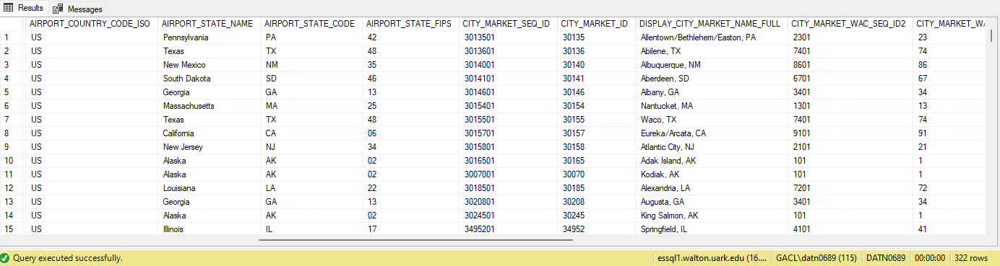 Results Messages
AIRPORT_COUNTRY_CODE_ISO AIRPORT_STATE_NAME AIRPORT_STATE_CODE AIRPORT_STATE_FIPS CITY_MARKET_SEQ_ID CITY_MARKET_ID DISPLAY_CITY_MARKET_NAME_FULL CITY_MARKET_WAC_SEQ_ID2 CITY_MARKET_WA
1 US Pennsylvania PA 42 3013501 30135 Allentown/Bethlehem/Easton, PA 2301 23
2 US Texas TX 48 3013601 30136 Abilene, TX 7401 74
3 US New Mexico NM 35 3014001 30140 Albuquerque, NM 8601 86
4 US South Dakota SD 46 3014101 30141 Aberdeen, SD 6701 67
5 US Georgia GA 13 3014601 30146 Albany, GA 3401 34
6 US Massachusetts MA 25 3015401 30154 Nantucket, MA 1301 13
7 US Texas TX 48 3015501 30155 Waco, TX 7401 74
8 US California CA 06 3015701 30157 Eureka/Arcata, CA 9101 91
9 US New Jersey NJ 34 3015801 30158 Atlantic City, NJ 2101 21
10 US Alaska AK 02 3016501 30165 Adak Island, AK 101 1
11 US Alaska AK 02 3007001 30070 Kodiak, AK 101 1
12 US Louisiana LA 22 3018501 30185 Alexandria, LA 7201 72
13 US Georgia GA 13 3020801 30208 Augusta, GA 3401 34
14 US Alaska AK 02 3024501 30245 King Salmon, AK 101 1
15 US Illinois IL 17 3495201 34952 Springfield, IL 4101 41
Query executed successfully. essql1.walton.uark.edu (16.... GACL\datn0689 (115) DATN0689 00:00:00 322 rows